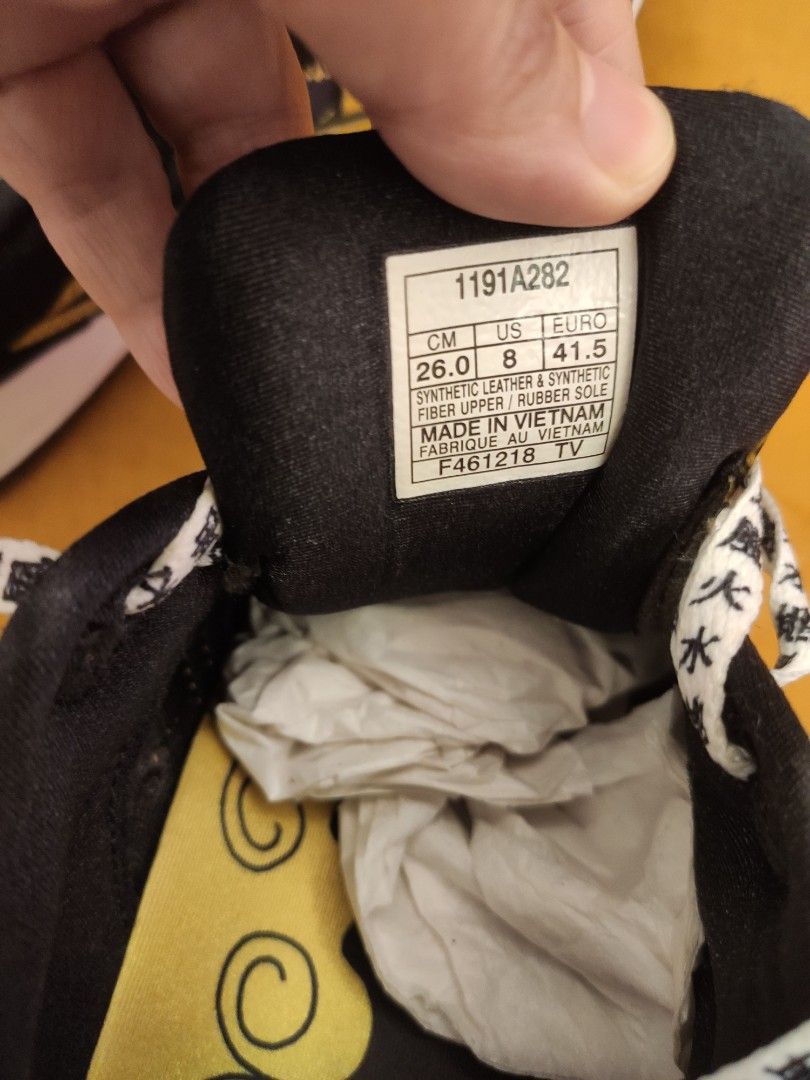 1191A282
CM US EURO
26.0 8 41.5
SYNTHETIC LEATHER & SYNTHETIC
FIBER UPPER / RUBBER SOLE
MADE IN VIETNAM
FABRIQUE AU VIETNAM
F461218 TV
風
火
水